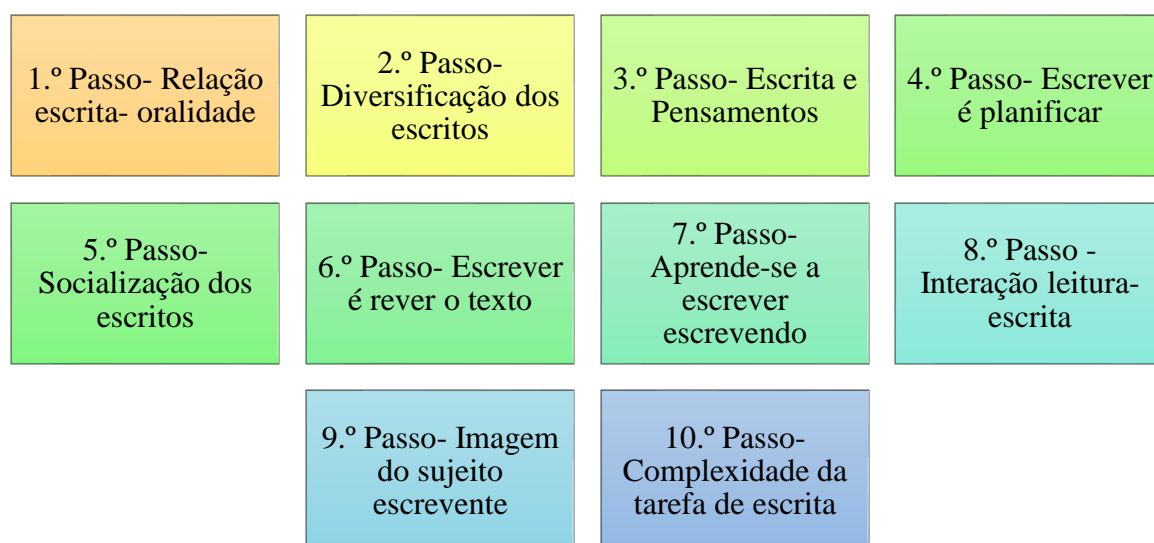 1.º Passo- Relação
escrita- oralidade
2.º Passo-
Diversificação dos
escritos
3.º Passo- Escrita e
Pensamentos
4.º Passo- Escrever
é planificar
5.º Passo-
Socialização dos
escritos
6.º Passo- Escrever
é rever o texto
7.º Passo-
Aprende-se a
escrever
escrevendo
8.º Passo -
Interação leitura-
escrita
9.º Passo- Imagem
do sujeito
escrevente
10.º Passo-
Complexidade da
tarefa de escrita